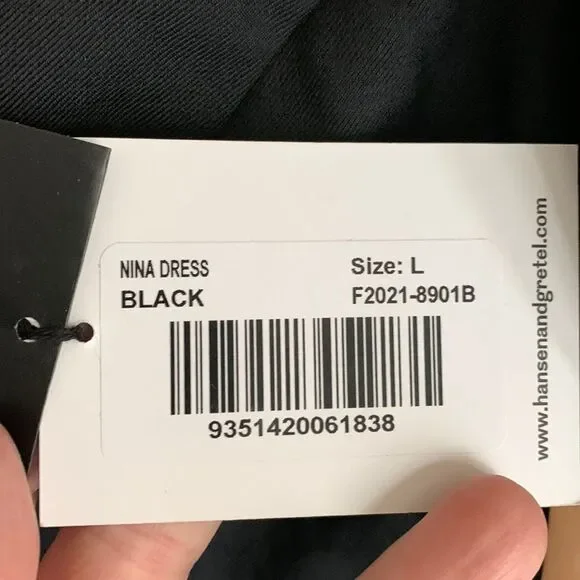 NINA DRESS
Size: L
BLACK
F2021-8901B
9351420061838
www.hansenandgretel.com